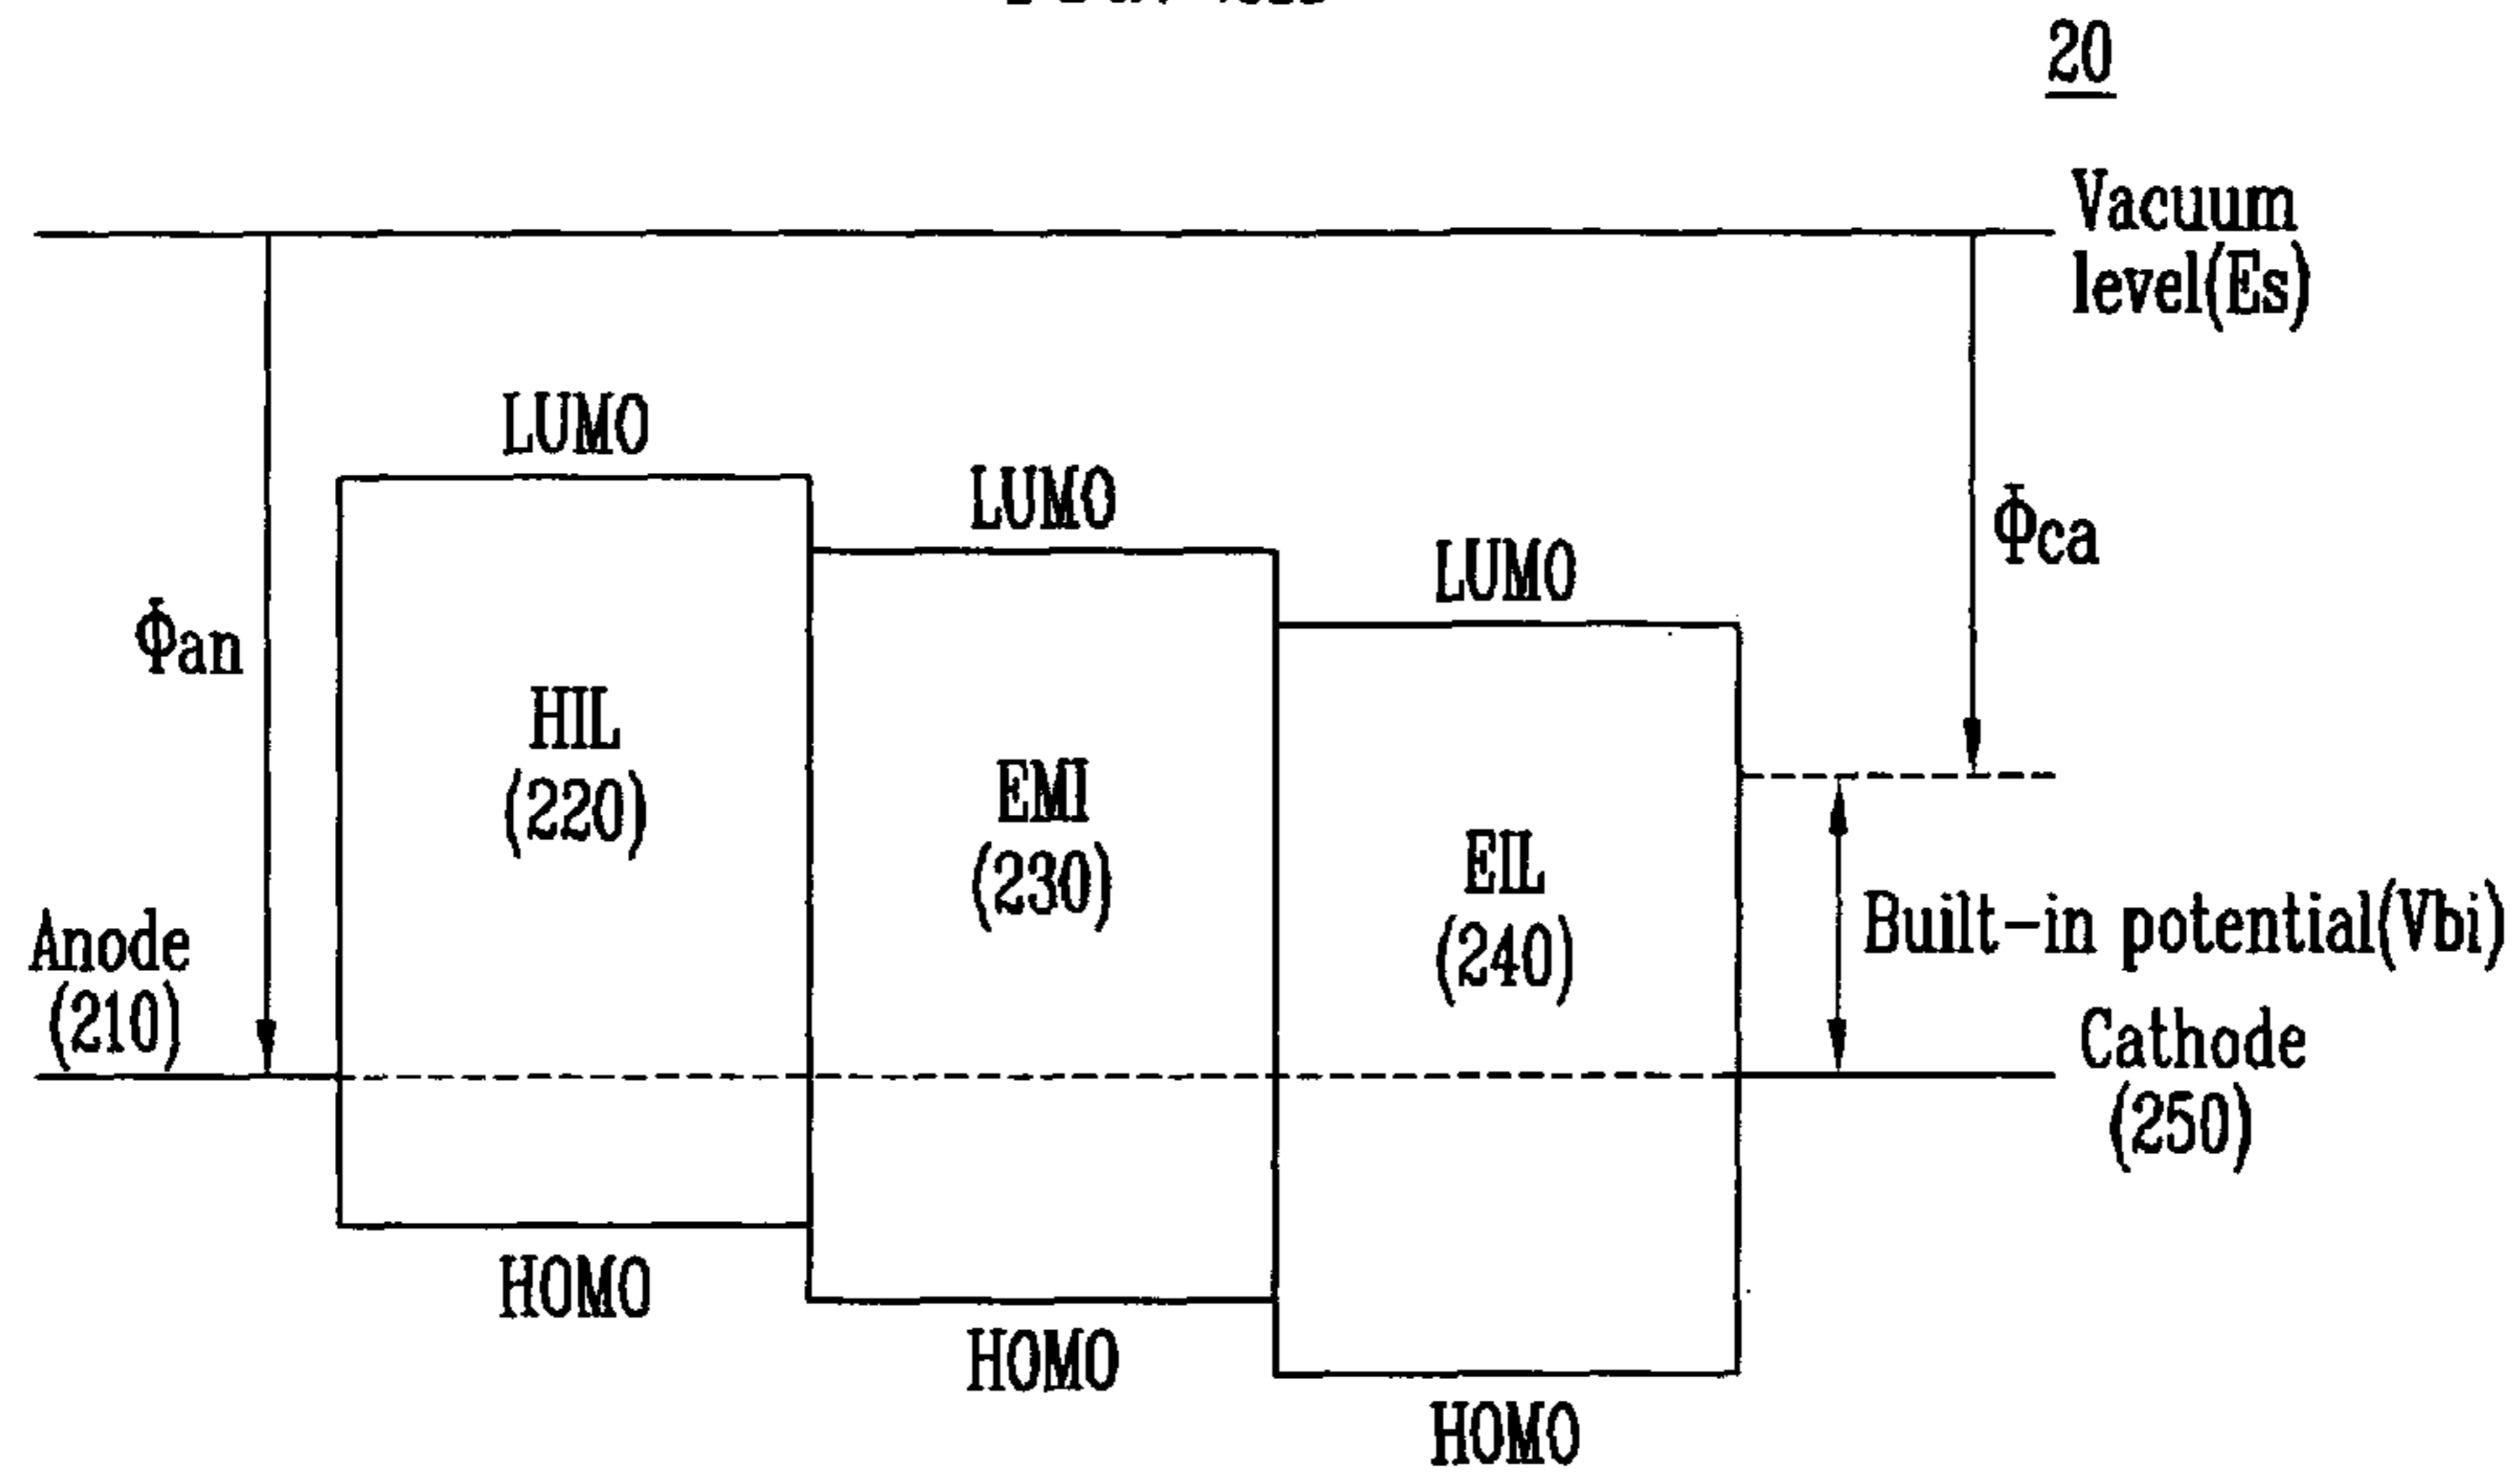 20
Vacuum
level(Es)
LUMO
LUMO
LUMO
Φca
Φan
HIL
(220)
EMI
(230)
EIL
(240)
Anode
(210)
Built-in potential(Vbi)
Cathode
(250)
HOMO
HOMO
HOMO